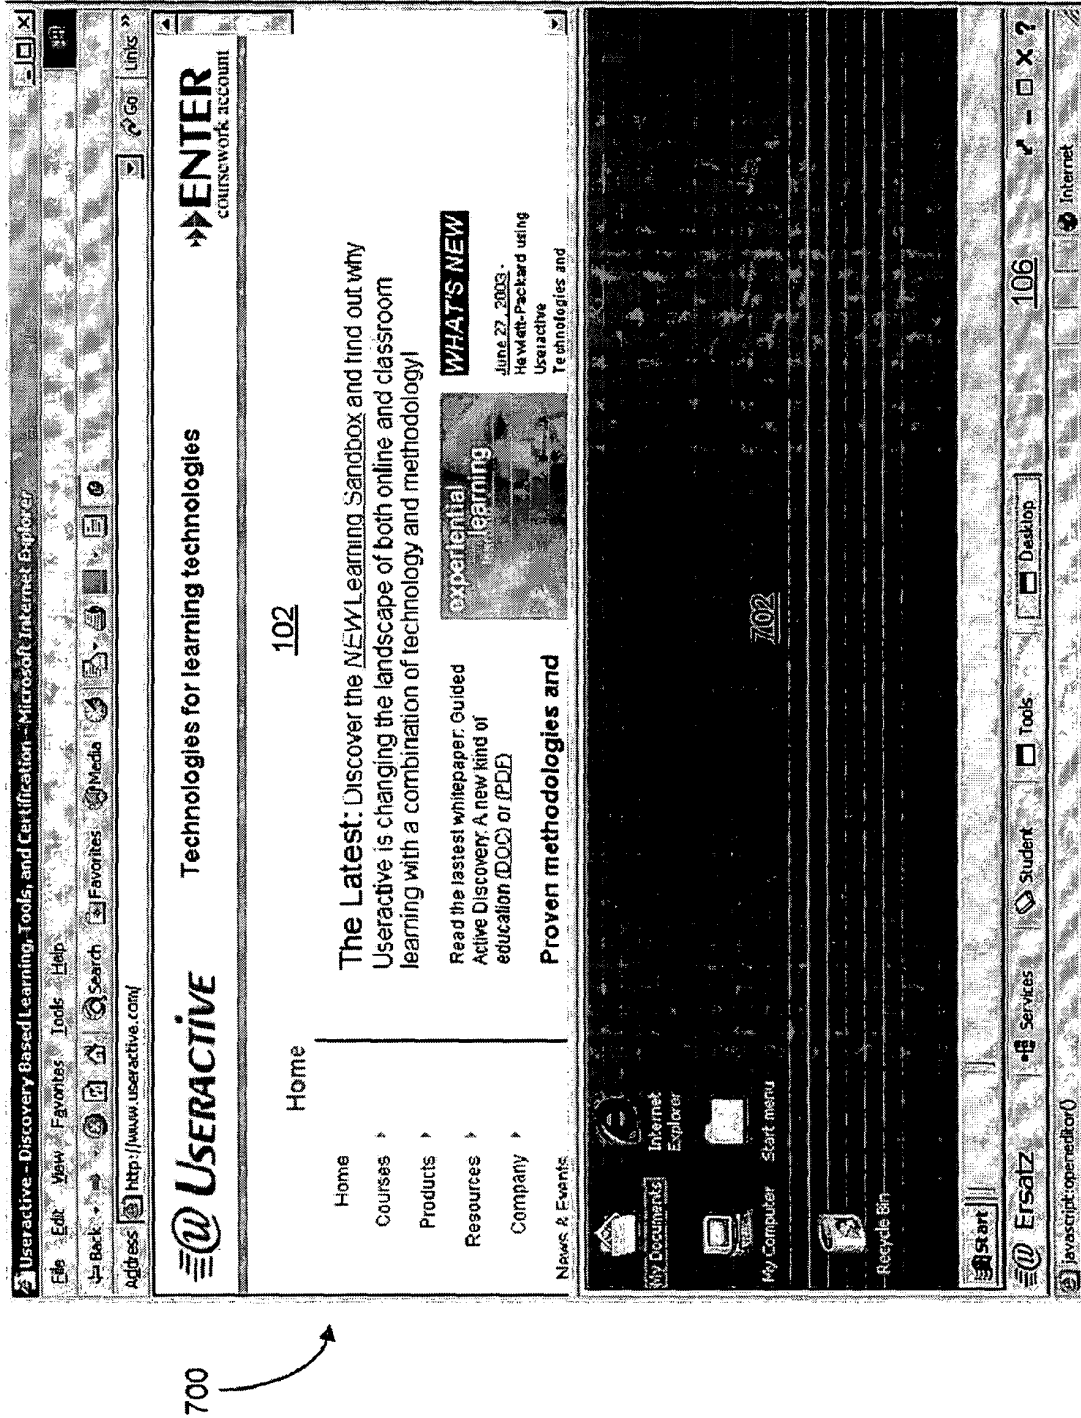 Useractive - Discovery Based Learning, Tools, and Certification - Microsoft Internet Explorer
File Edit View Favorites Tools Help
Back Search Favorites Media
Address http://www.useractive.com/ Go Links »
@ USERACTIVE Technologies for learning technologies ENTER
coursework account
Home
102
Home
Courses
Products
Resources
Company
News & Events
The Latest: Discover the NEW Learning Sandbox and find out why
Useractive is changing the landscape of both online and classroom
learning with a combination of technology and methodology!
Read the lastest whitepaper: Guided
Active Discovery: A new kind of
education (DOC) or (PDF)
Proven methodologies and
experiential
learning
WHAT'S NEW
June 27, 2003 -
Hewlett-Packard using
Useractive
Technologies and
My Documents
Internet
Explorer
My Computer
Start menu
Recycle Bin
702
Start
@ Ersatz Services Student Tools Desktop 106 ?
javascript:openeditor() Internet
700